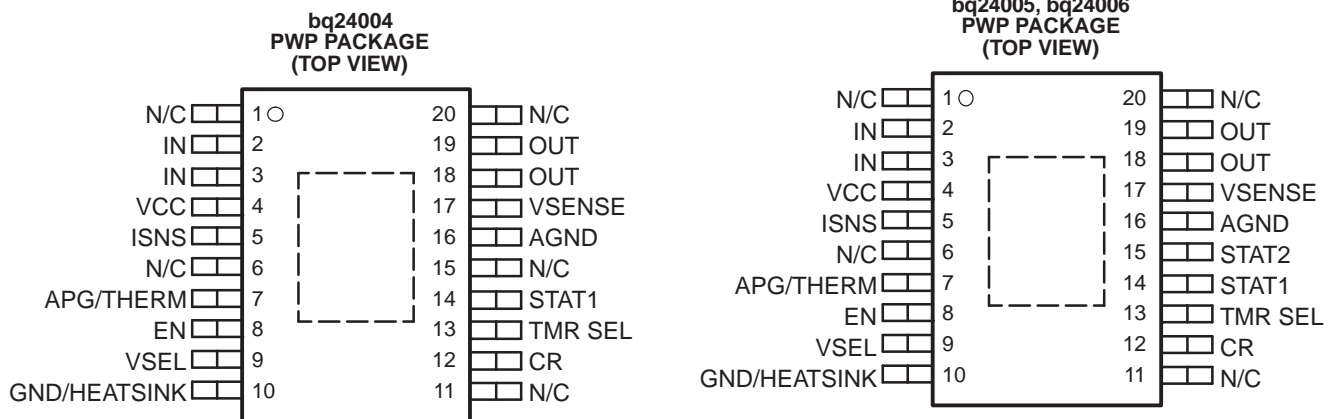 bq24004
PWP PACKAGE
(TOP VIEW)
N/C 1 20 N/C
IN 2 19 OUT
IN 3 18 OUT
VCC 4 17 VSENSE
ISNS 5 16 AGND
N/C 6 15 N/C
APG/THERM 7 14 STAT1
EN 8 13 TMR SEL
VSEL 9 12 CR
GND/HEATSINK 10 11 N/C
bq24005, bq24006
PWP PACKAGE
(TOP VIEW)
N/C 1 20 N/C
IN 2 19 OUT
IN 3 18 OUT
VCC 4 17 VSENSE
ISNS 5 16 AGND
N/C 6 15 STAT2
APG/THERM 7 14 STAT1
EN 8 13 TMR SEL
VSEL 9 12 CR
GND/HEATSINK 10 11 N/C